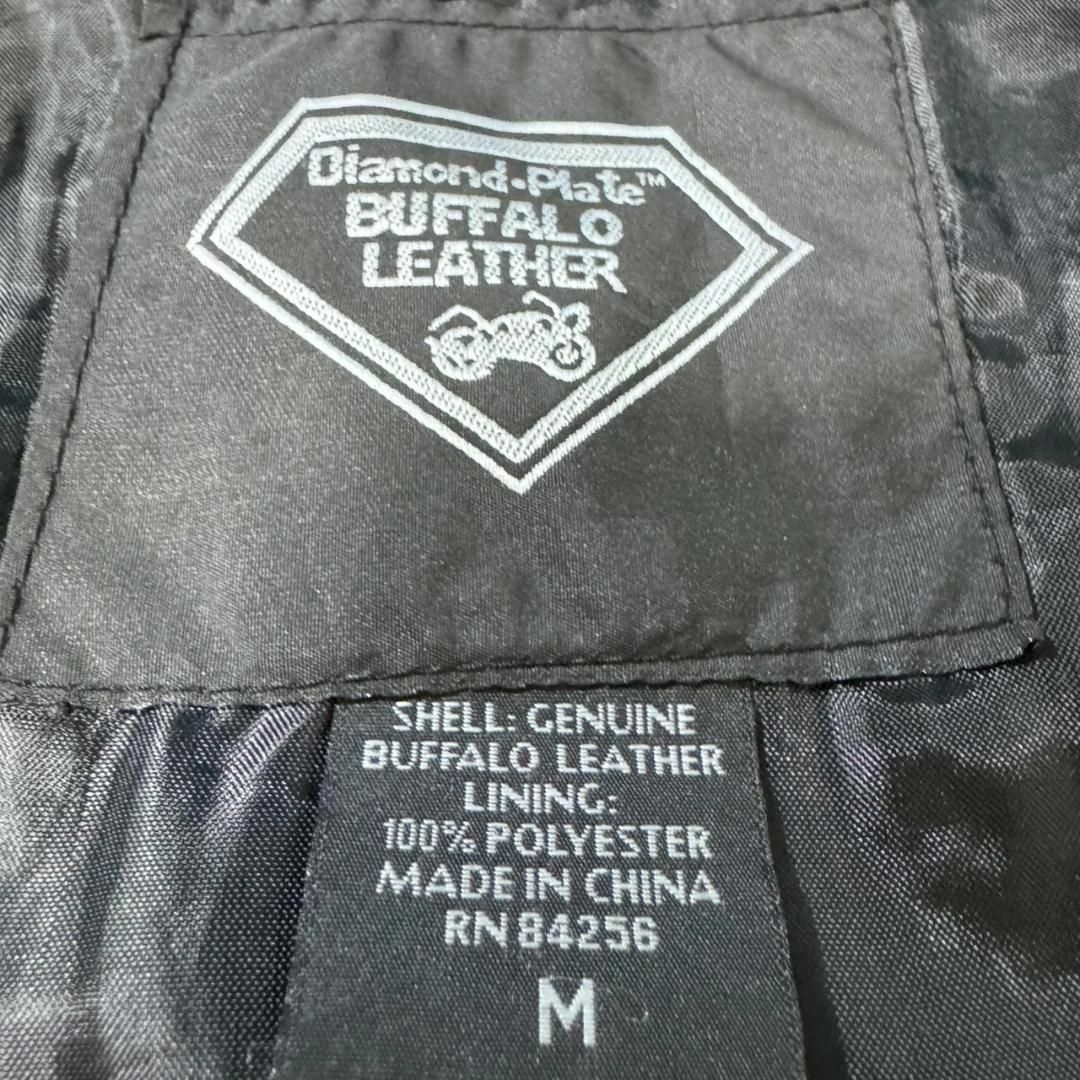 Diamond-Plate™
BUFFALO
LEATHER
SHELL: GENUINE
BUFFALO LEATHER
LINING:
100% POLYESTER
MADE IN CHINA
RN 84256
M